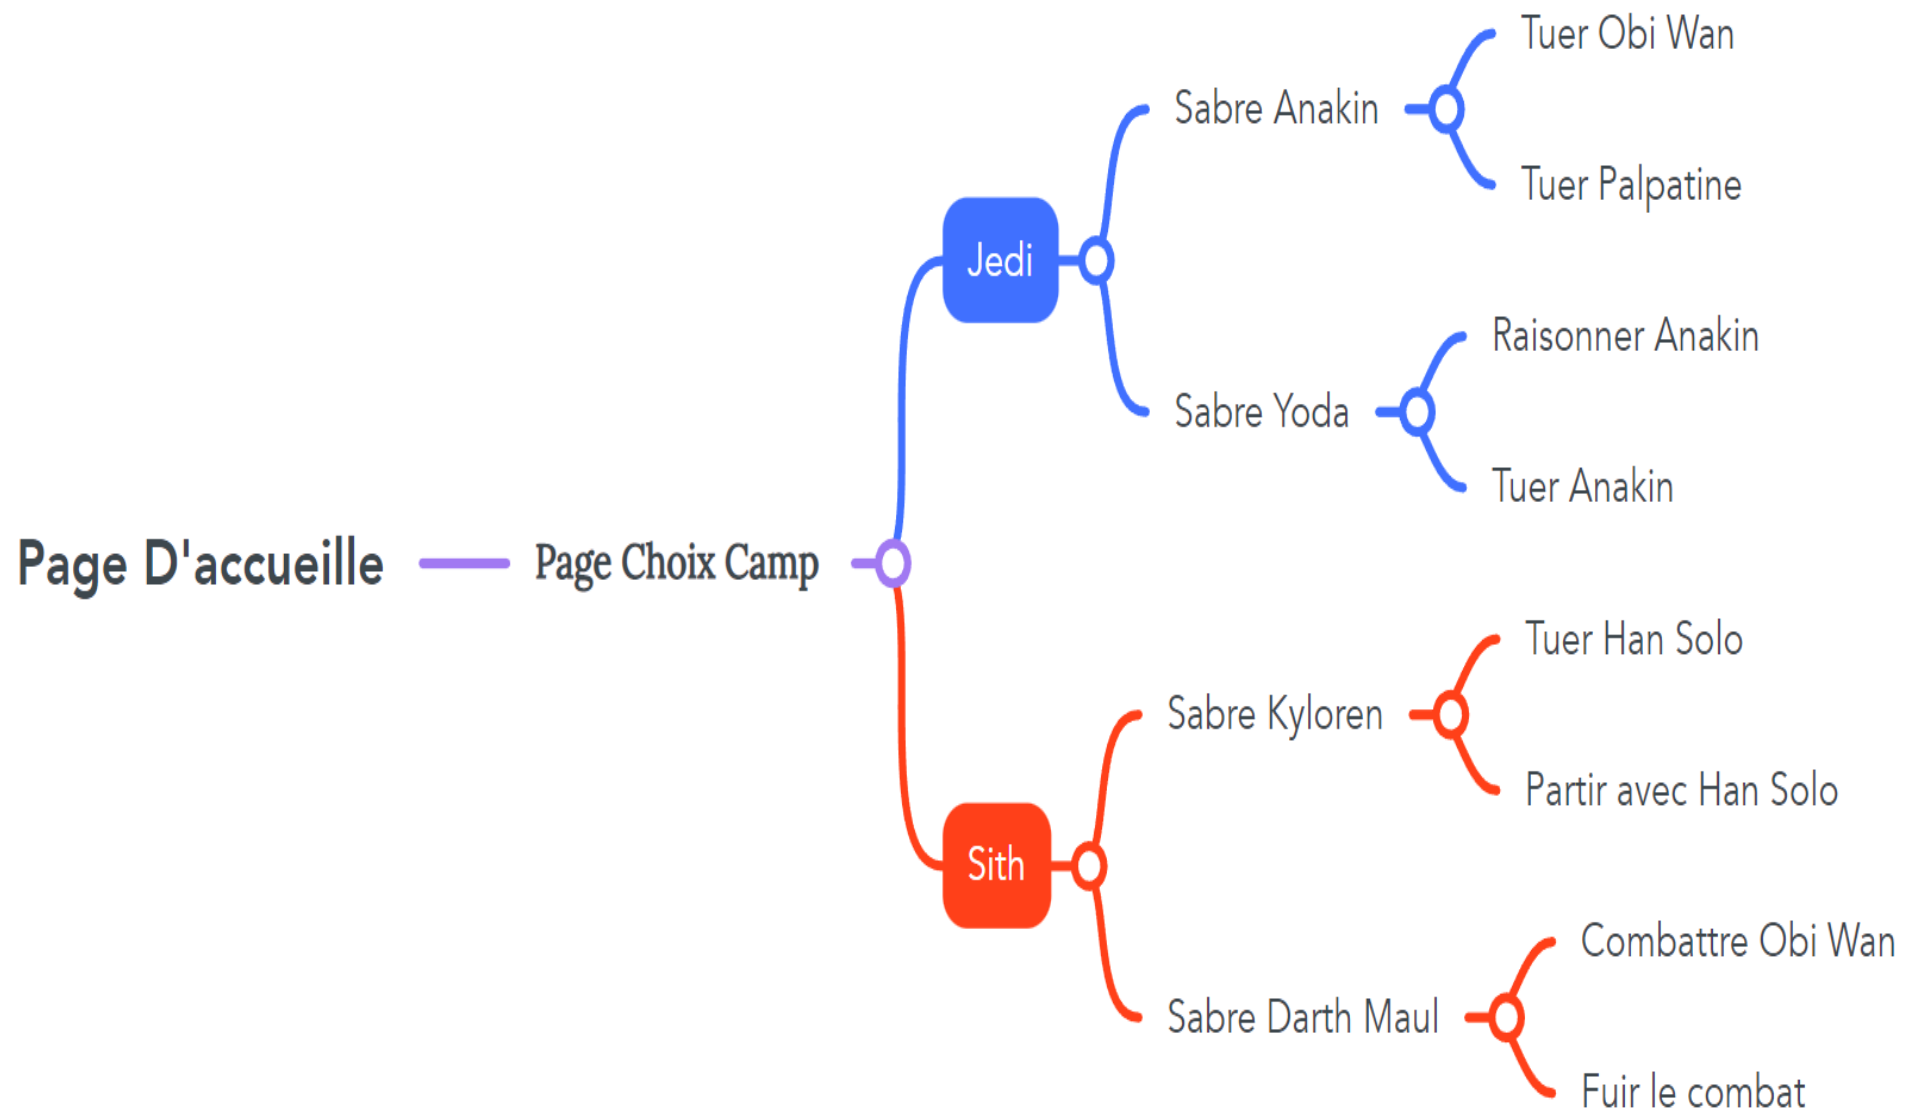 Page D'accueille
Page Choix Camp
Jedi
Sabre Anakin
Tuer Obi Wan
Tuer Palpatine
Sabre Yoda
Raisonner Anakin
Tuer Anakin
Sith
Sabre Kyloren
Tuer Han Solo
Partir avec Han Solo
Sabre Darth Maul
Combattre Obi Wan
Fuir le combat